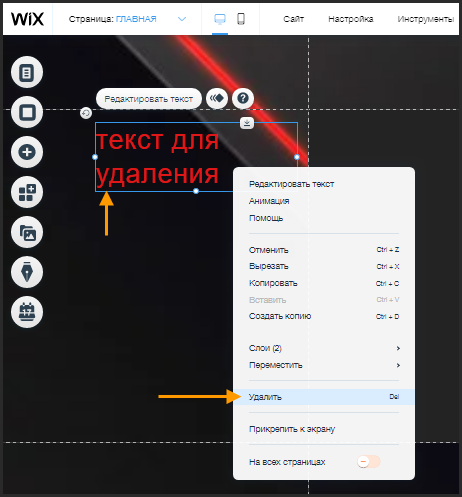 WiX
Страница: ГЛАВНАЯ
Сайт
Настройка
Инструменты
Редактировать текст
?
текст для
удаления
17
Редактировать текст
Анимация
Помощь
Отменить Ctrl + Z
Вырезать Ctrl + X
Копировать Ctrl + C
Вставить Ctrl + V
Создать копию Ctrl + D
Слои (2)
Переместить
Удалить Del
Прикрепить к экрану
На всех страницах